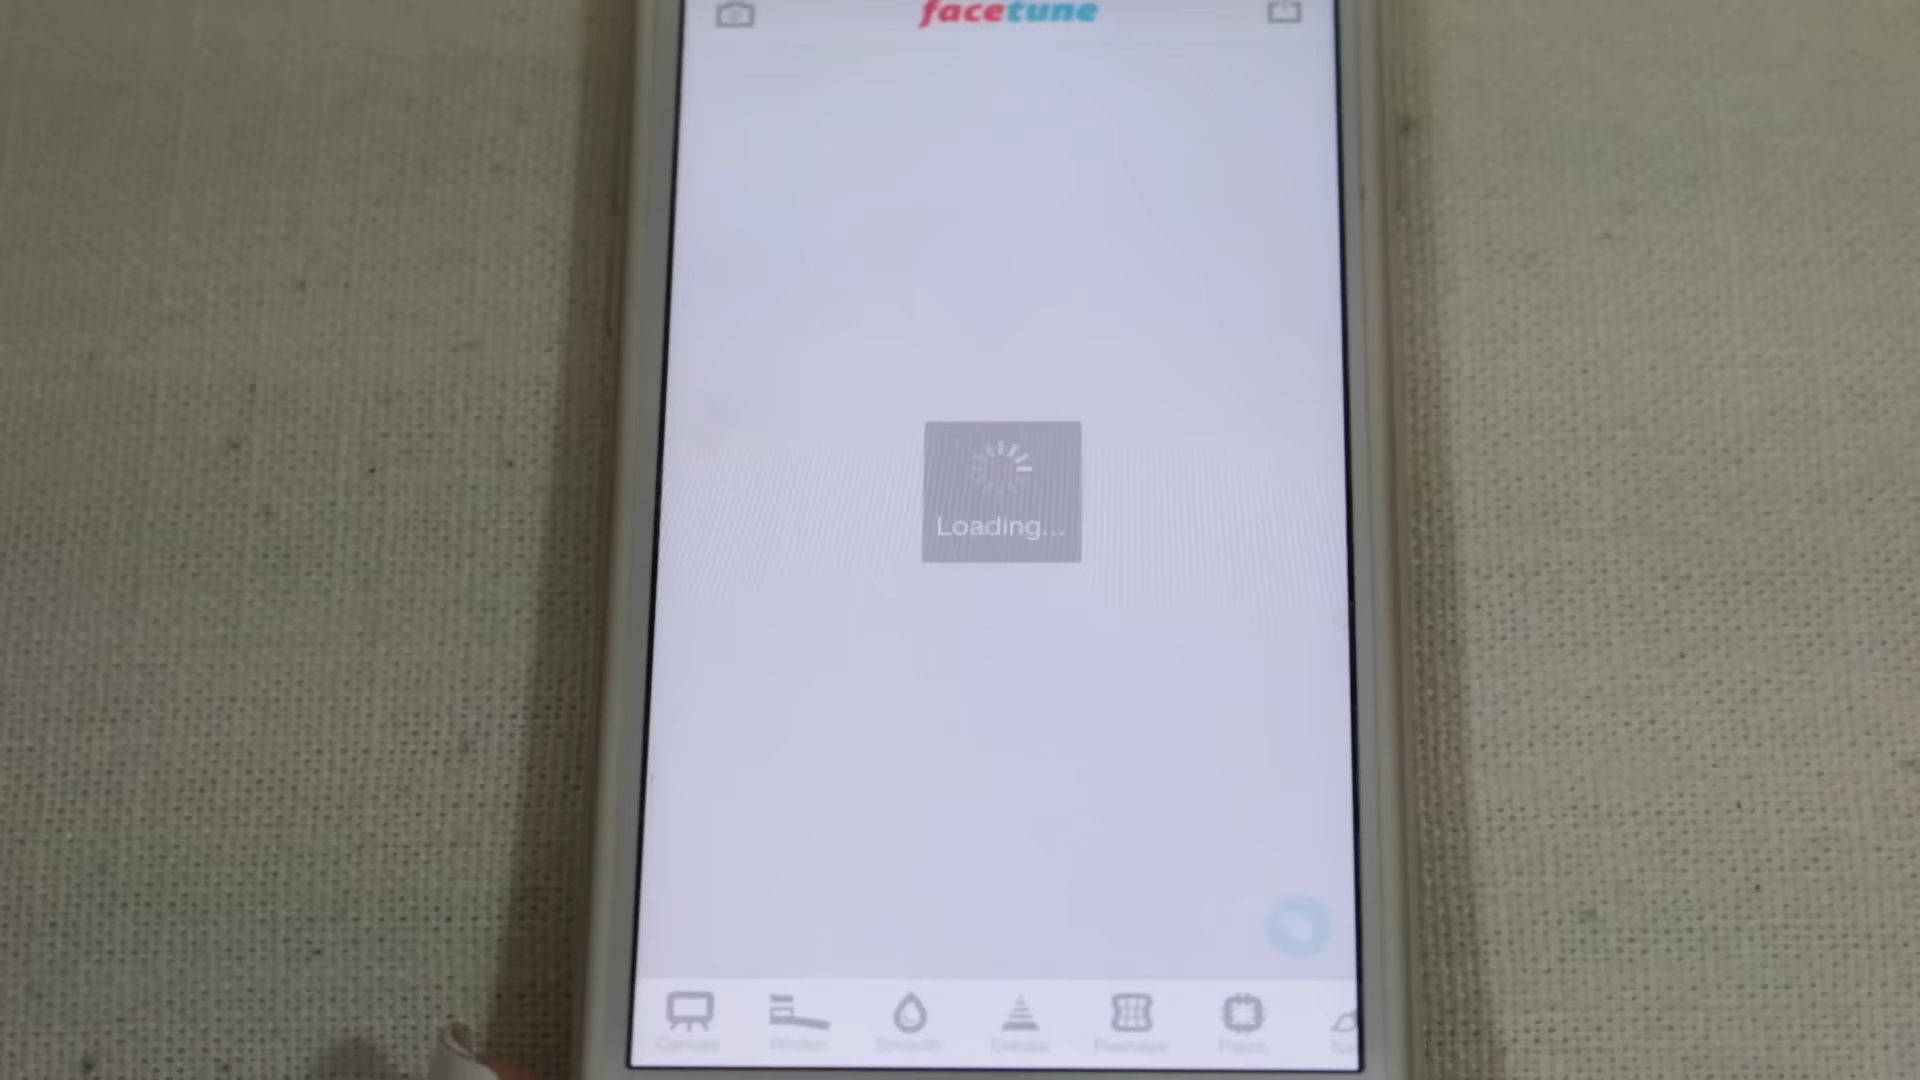 facetune
Loading...
Canvas Whiten Smooth Details Reshape Patch